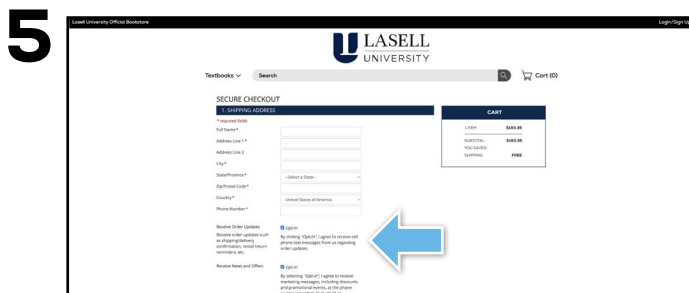 5
Lasell University Official Bookstore
Login/Sign Up
LASELL
UNIVERSITY
Textbooks
Search
Cart (0)
SECURE CHECKOUT
1. SHIPPING ADDRESS
* required fields
Full Name*
Address Line 1*
Address Line 2
City*
State/Province*
--Select a State--
Zip/Postal Code*
Country*
United States of America
Phone Number*
CART
1 ITEM: $193.35
SUBTOTAL: $193.35
YOU SAVED:
SHIPPING: FREE
Receive Order Updates
Receive order updates such
as shipping/delivery
confirmation, rental return
reminders, etc.
Opt-In
By clicking "Opt-In", I agree to receive cell
phone text messages from us regarding
order updates.
Receive News and Offers
Opt-In
By selecting "Opt-In", I agree to receive
marketing messages, including discounts
and promotional events, at the phone